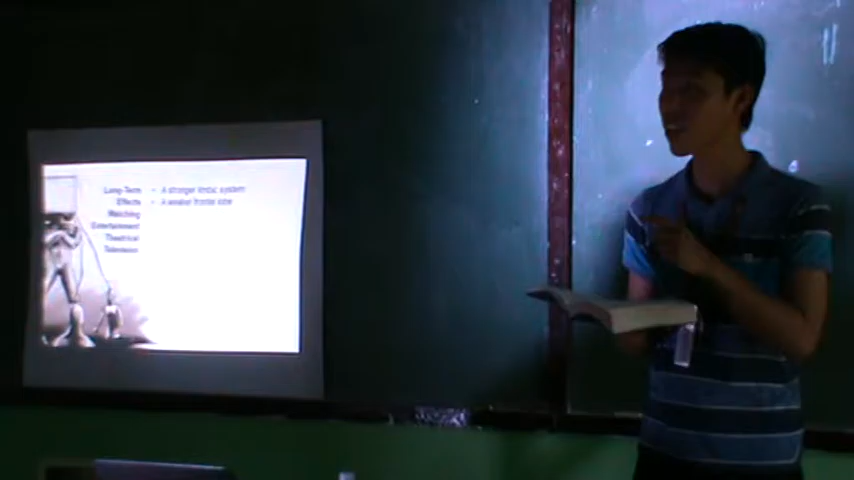 Long-Term
Effects
Watching
Entertainment
Theatrical
Television
- A stronger limbic system
- A weaker frontal lobe